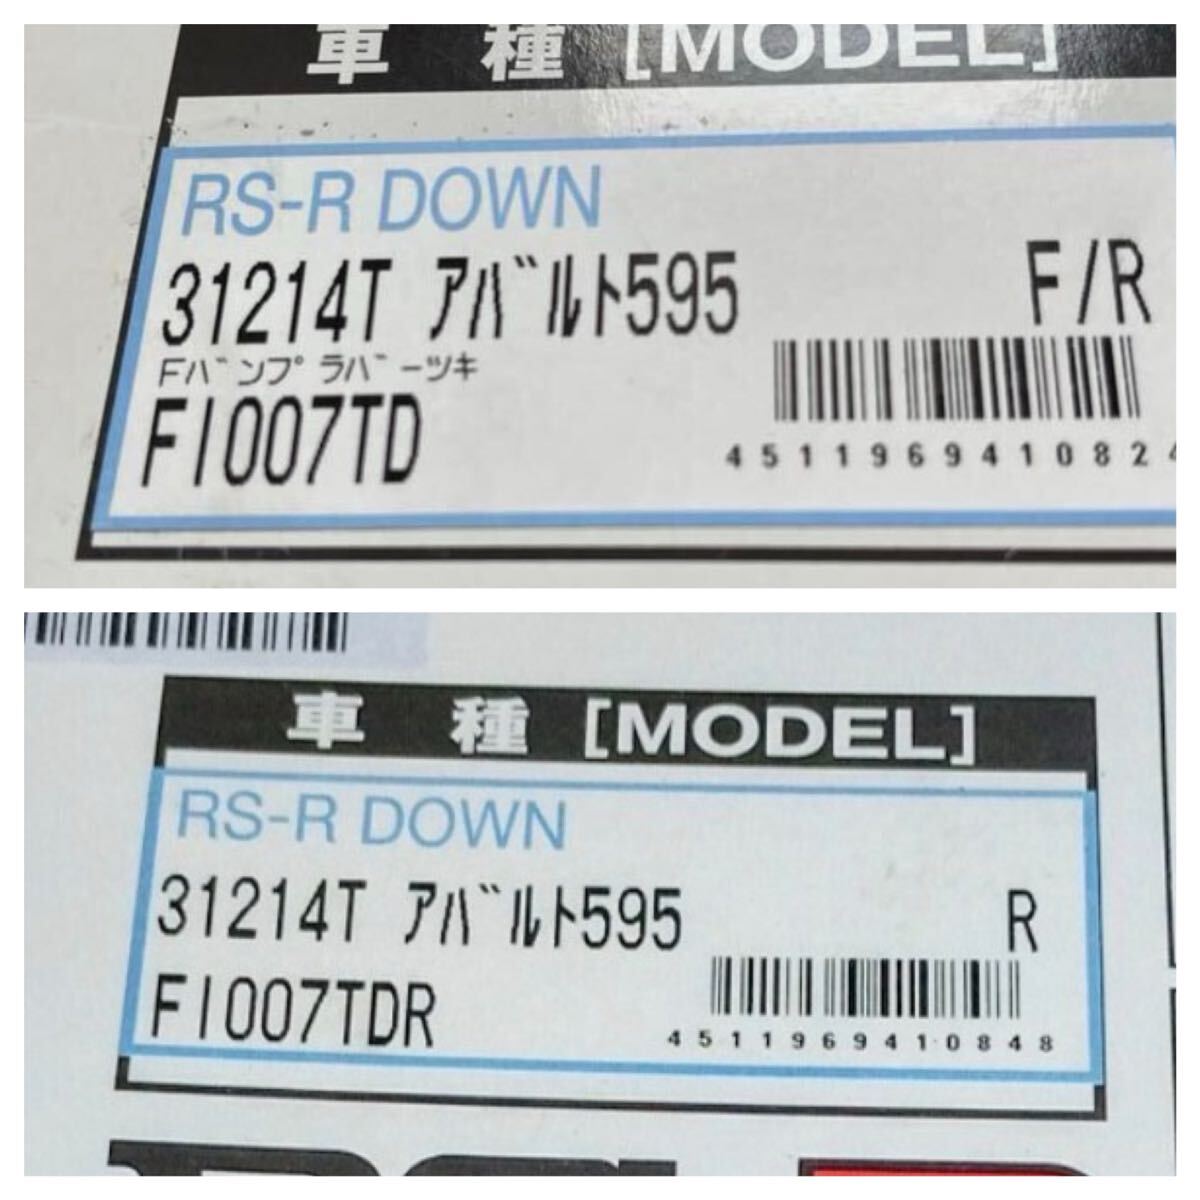 車 種 [MODEL]
RS-R DOWN
31214T ｱﾊﾞﾙﾄ595 F/R
Fﾊﾞﾝﾌﾟﾗﾊﾞｰﾂｷ
FI007TD
4511969410824
車 種 [MODEL]
RS-R DOWN
31214T ｱﾊﾞﾙﾄ595 R
FI007TDR
4511969410848